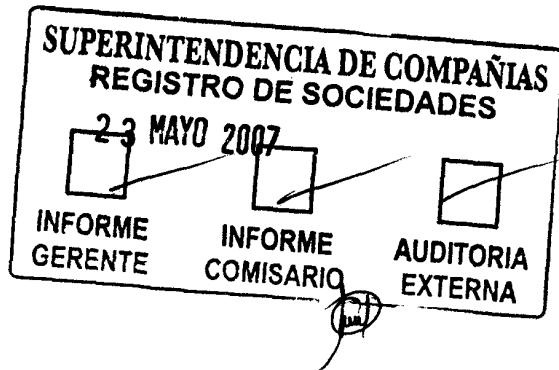 SUPERINTENDENCIA DE COMPAÑIAS
REGISTRO DE SOCIEDADES
23 MAYO 2007
INFORME GERENTE
INFORME COMISARIO
AUDITORIA EXTERNA